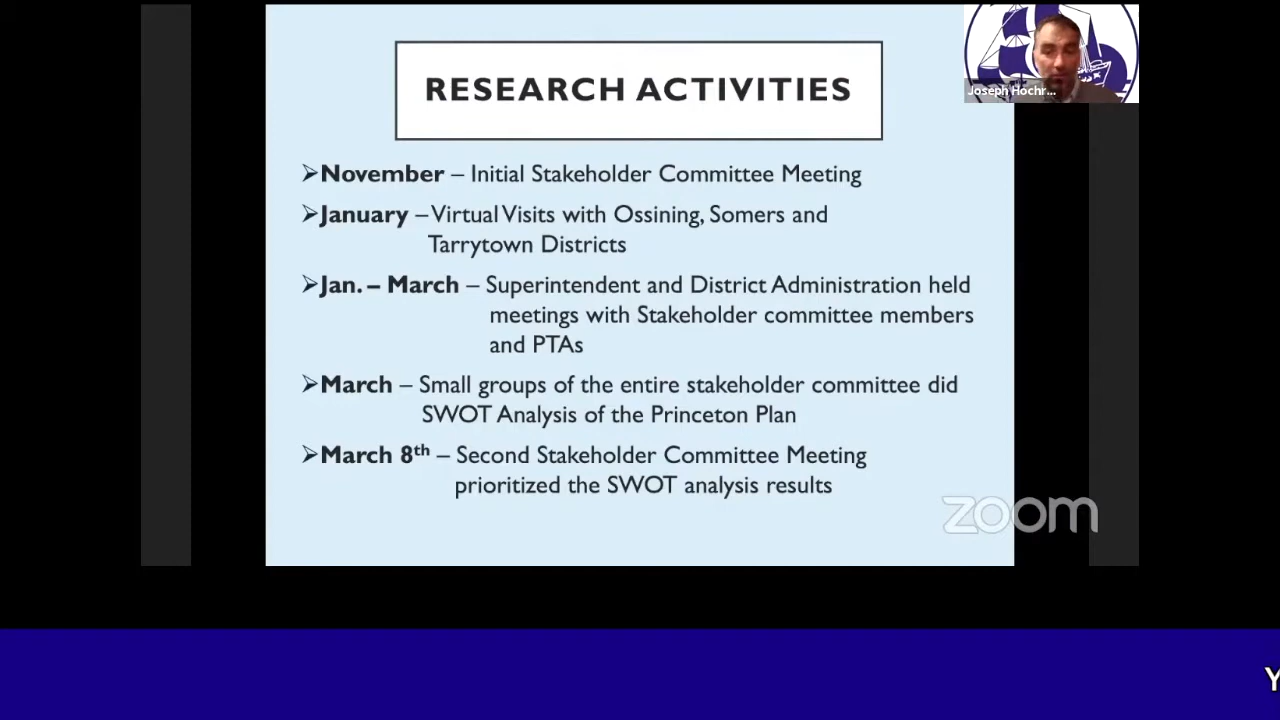 RESEARCH ACTIVITIES
Joseph Hochr...
➢November – Initial Stakeholder Committee Meeting
➢January – Virtual Visits with Ossining, Somers and
Tarrytown Districts
➢Jan. – March – Superintendent and District Administration held
meetings with Stakeholder committee members
and PTAs
➢March – Small groups of the entire stakeholder committee did
SWOT Analysis of the Princeton Plan
➢March 8th – Second Stakeholder Committee Meeting
prioritized the SWOT analysis results
zoom
Y